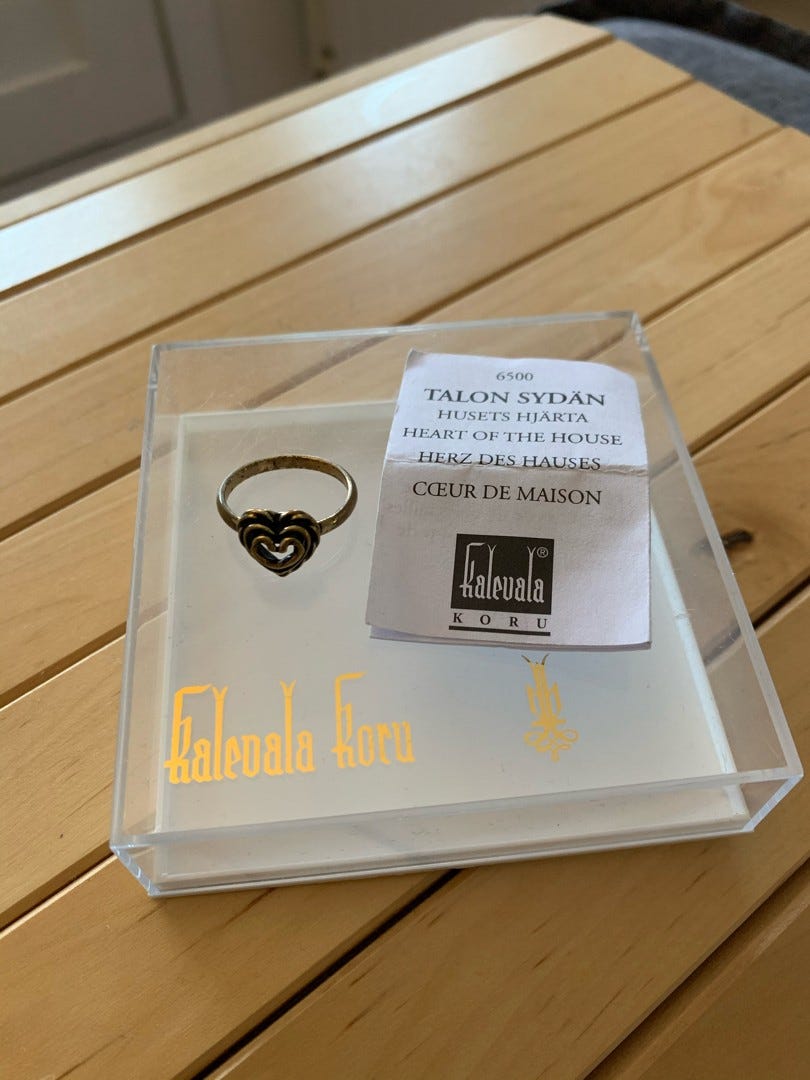 6500
TALON SYDÄN
HUSETS HJÄRTA
HEART OF THE HOUSE
HERZ DES HAUSES
CŒUR DE MAISON
kalevala®
KORU
kalevala koru